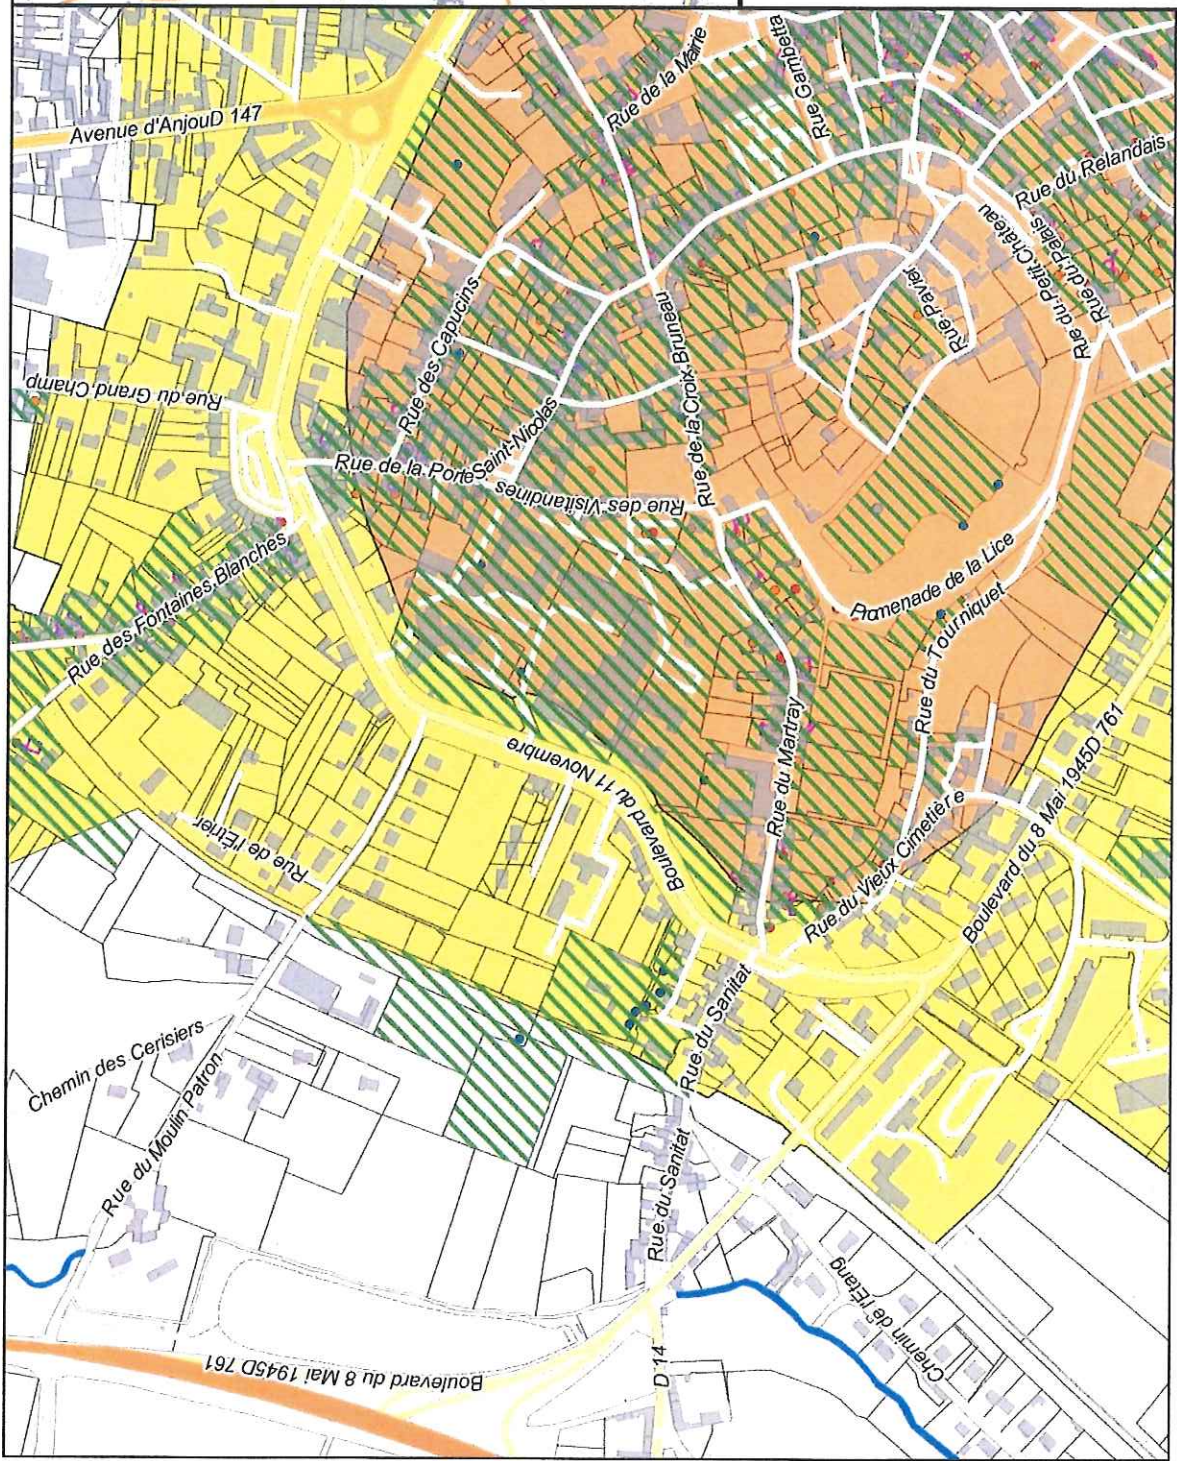 Avenue d'AnjouD 147
Rue de la Mairie
Rue Gambetta
Rue du Relandais
Rue du Petit Château
Rue du Palais
Rue Pavier
Rue des Capucins
Rue de la Croix Bruneau
Rue du Grand Champ
Rue de la Porte Saint-Nicolas
Rue des Visitandines
Rue des Fontaines Blanches
Promenade de la Lice
Rue du Tourniquet
Rue du Martray
Boulevard du 11 Novembre
Rue de l'Étrier
Rue du Vieux Cimetière
Boulevard du 8 Mai 1945D 761
Rue du Sanitat
Chemin des Cerisiers
Rue du Moulin Patron
Rue du Sanitat
Chemin de l'Etang
Boulevard du 8 Mai 1945D 761
D 14